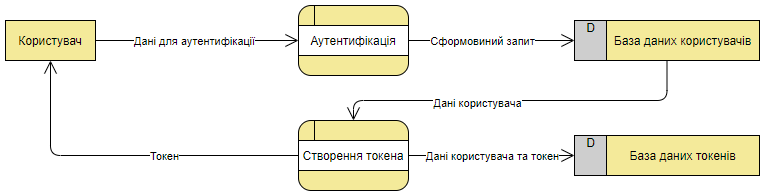 Користувач
Дані для аутентифікації
Аутентифікація
Сформовиний запит
D
База даних користувачів
Дані користувача
Токен
Створення токена
Дані користувача та токен
D
База даних токенів